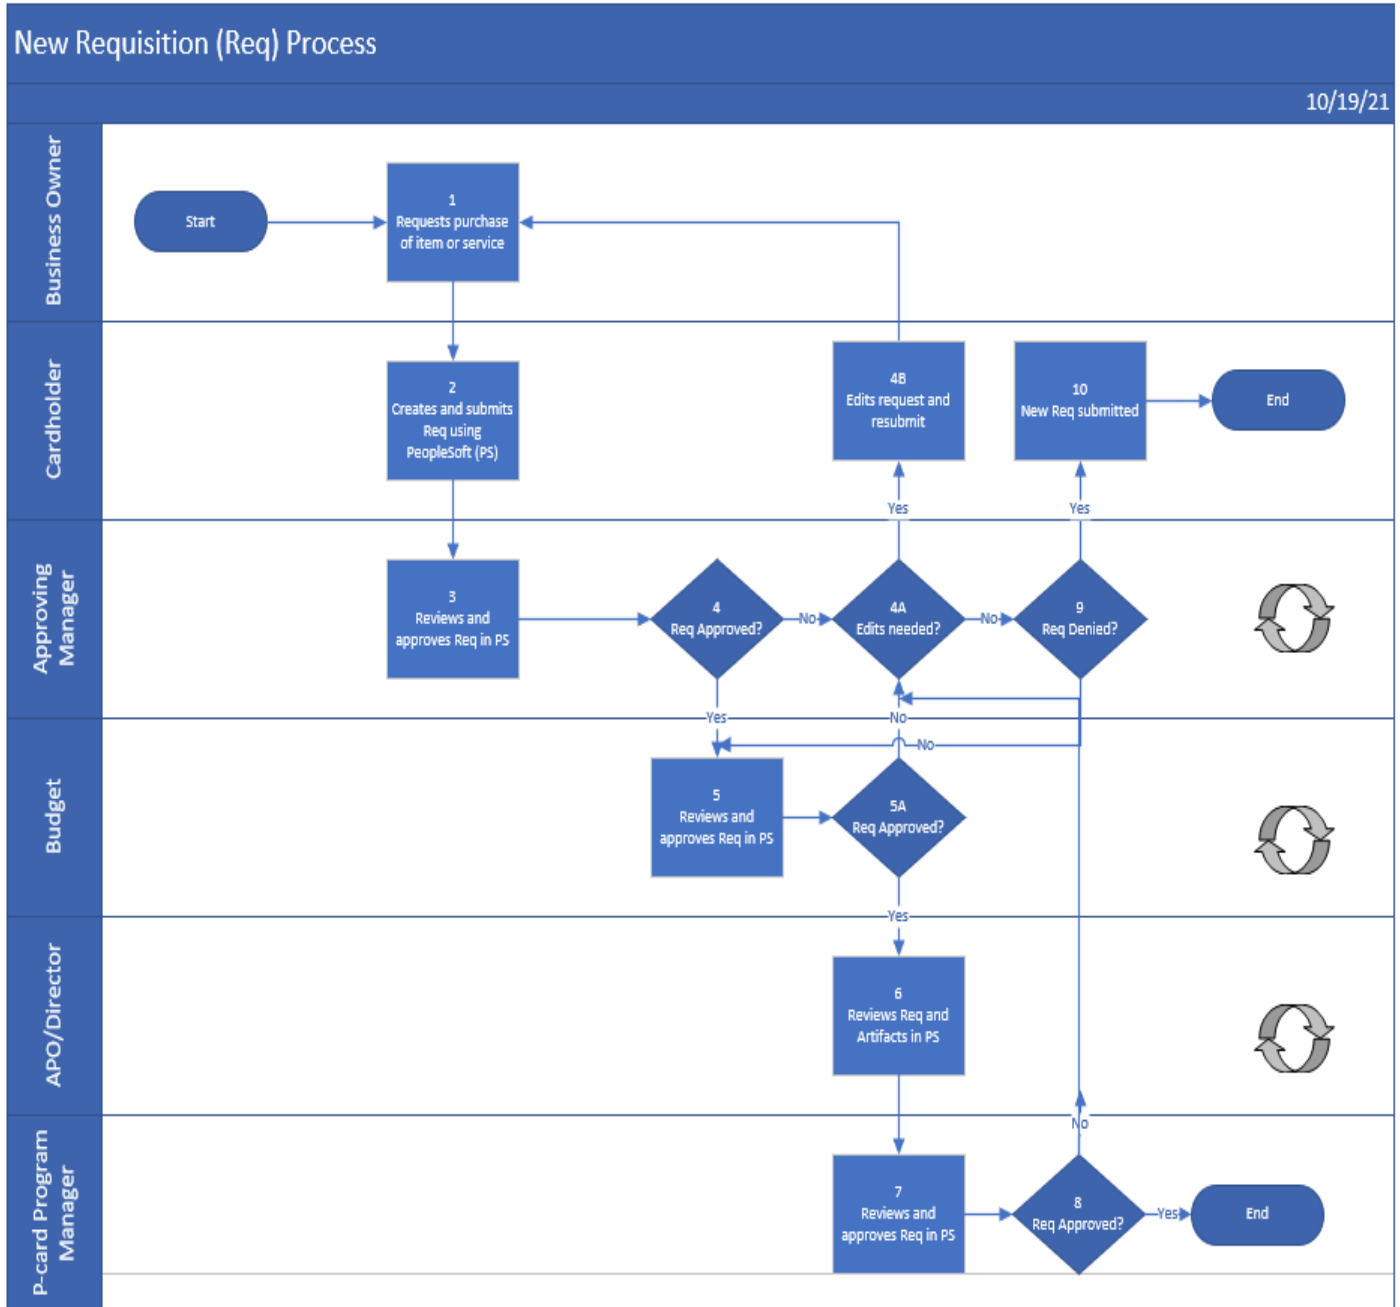 New Requisition (Req) Process
10/19/21
Business Owner
Start
1
Requests purchase
of item or service
Cardholder
2
Creates and submits
Req using
PeopleSoft (PS)
4B
Edits request and
resubmit
10
New Req submitted
End
Yes
Yes
Approving
Manager
3
Reviews and
approves Req in PS
4
Req Approved?
No
4A
Edits needed?
No
9
Req Denied?
Yes
No
No
Budget
5
Reviews and
approves Req in PS
5A
Req Approved?
Yes
APO/Director
6
Reviews Req and
Artifacts in PS
No
P-card Program
Manager
7
Reviews and
approves Req in PS
8
Req Approved?
Yes
End